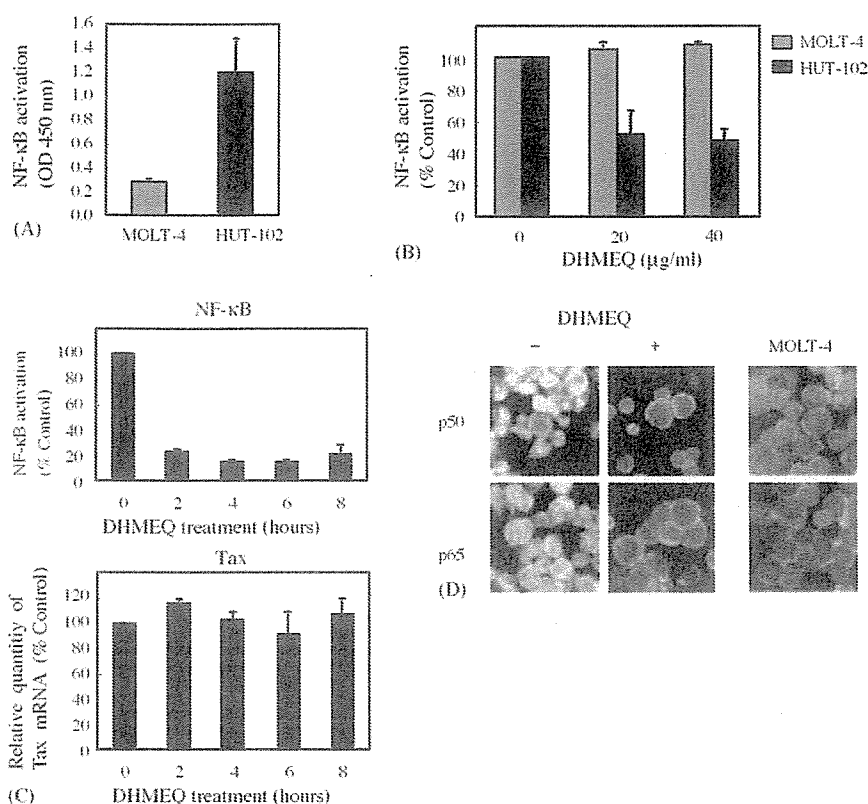 1.6
1.4
1.2
1.0
0.8
0.6
0.4
0.2
0.0
NF-κB activation
(OD 450 nm)
MOLT-4 HUT-102
(A)
100
80
60
40
20
0
NF-κB activation
(% Control)
0 20 40
DHMEQ (μg/ml)
(B)
MOLT-4
HUT-102
NF-κB
100
80
60
40
20
0
NF-κB activation
(% Control)
0 2 4 6 8
DHMEQ treatment (hours)
Tax
120
100
80
60
40
20
0
Relative quantitiy of
Tax mRNA (% Control)
0 2 4 6 8
(C) DHMEQ treatment (hours)
DHMEQ
− + MOLT-4
p50
p65
(D)